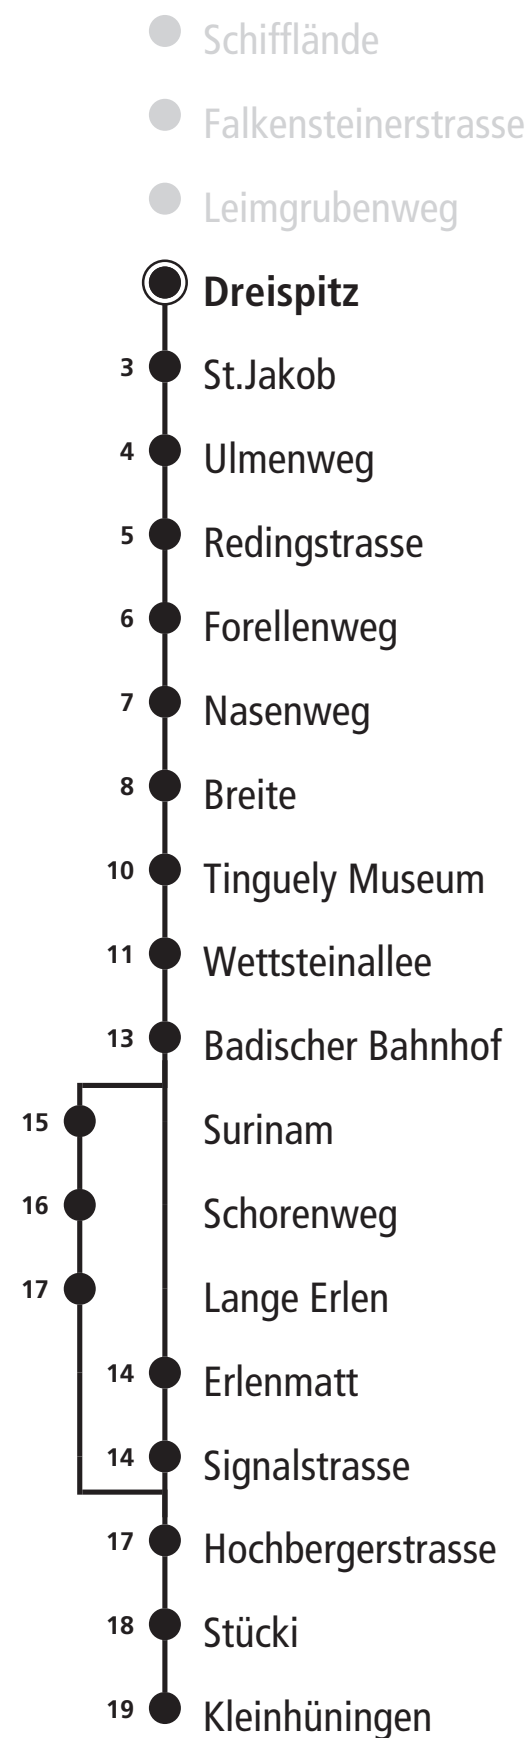 Schifflände
Falkensteinerstrasse
Leimgrubenweg
Dreispitz
3 St.Jakob
4 Ulmenweg
5 Redingstrasse
6 Forellenweg
7 Nasenweg
8 Breite
10 Tinguely Museum
11 Wettsteinallee
13 Badischer Bahnhof
15 Surinam
16 Schorenweg
17 Lange Erlen
14 Erlenmatt
14 Signalstrasse
17 Hochbergerstrasse
18 Stücki
19 Kleinhüningen